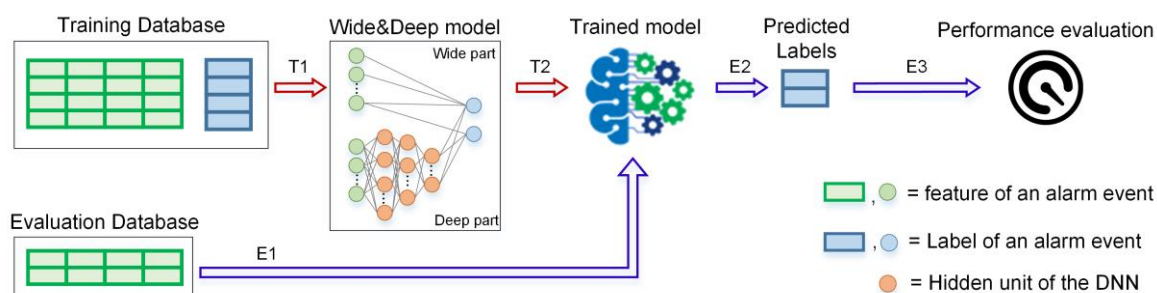 Training Database
T1
Wide&Deep model
Wide part
Deep part
T2
Trained model
E2
Predicted
Labels
E3
Performance evaluation
Evaluation Database
E1
, = feature of an alarm event
, = Label of an alarm event
= Hidden unit of the DNN